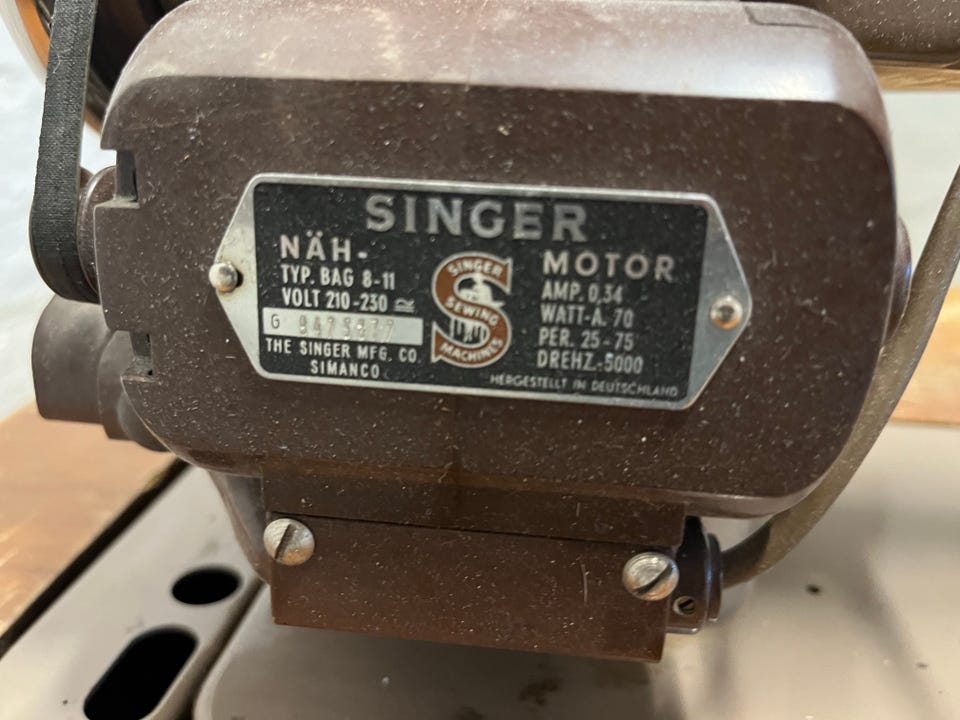 SINGER
NÄH-
MOTOR
TYP. BAG 8-11
VOLT 210-230 ≅
G
THE SINGER MFG. CO.
SIMANCO
SINGER
SEWING
MACHINES
AMP. 0,34
WATT-A. 70
PER. 25-75
DREHZ. 5000
HERGESTELLT IN DEUTSCHLAND